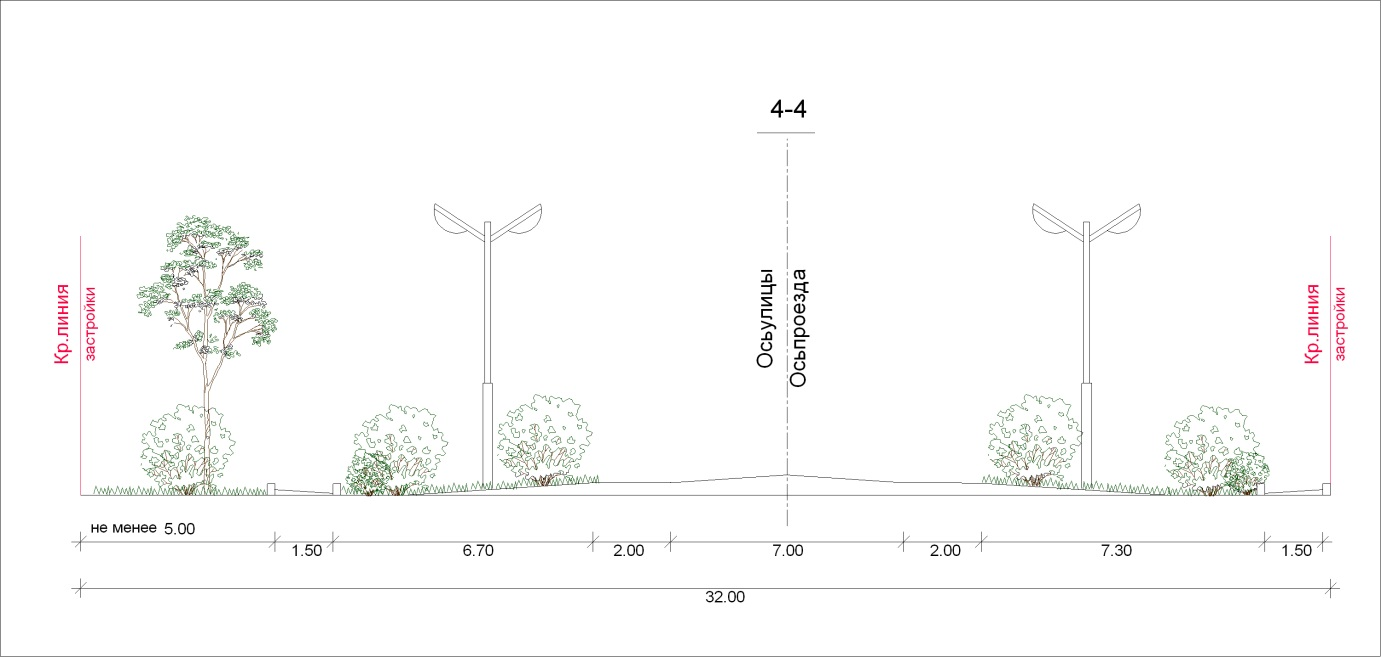 4-4
Кр.линия
застройки
Осьулицы
Осьпроезда
Кр.линия
застройки
не менее 5.00
1.50
6.70
2.00
7.00
2.00
7.30
1.50
32.00